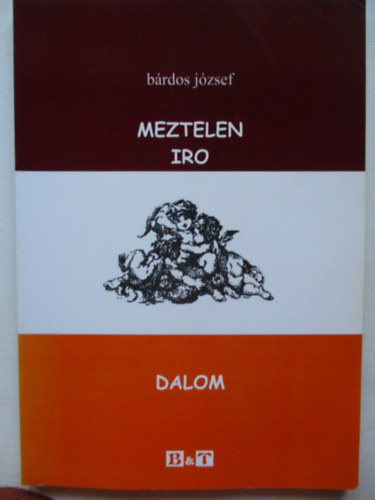 bárdos józsef
MEZTELEN
IRO
DALOM
B & T